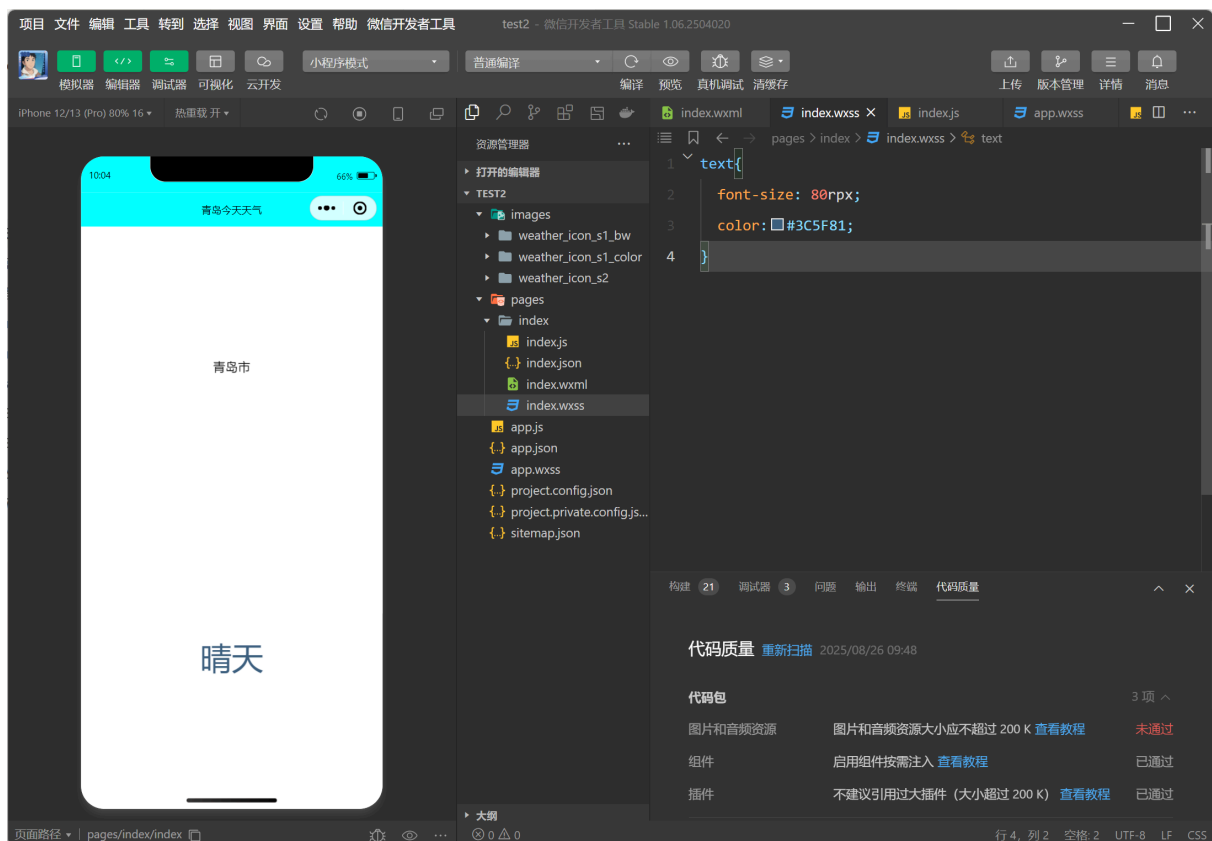 项目 文件 编辑 工具 转到 选择 视图 界面 设置 帮助 微信开发者工具 test2 - 微信开发者工具 Stable 1.06.2504020
小程序模式 普通编译
模拟器 编辑器 调试器 可视化 云开发 编译 预览 真机调试 清缓存 上传 版本管理 详情 消息
iPhone 12/13 (Pro) 80% 16 热重载 开
index.wxml index.wxss index.js app.wxss
pages > index > index.wxss > text
资源管理器
打开的编辑器
TEST2
images
weather_icon_s1_bw
weather_icon_s1_color
weather_icon_s2
pages
index
index.js
index.json
index.wxml
index.wxss
app.js
app.json
app.wxss
project.config.json
project.private.config.js...
sitemap.json
大纲
10:04 66%
青岛今天天气
青岛市
晴天
1 text{
2 font-size: 80rpx;
3 color:#3C5F81;
4 }
构建 21 调试器 3 问题 输出 终端 代码质量
代码质量 重新扫描 2025/08/26 09:48
代码包 3 项
图片和音频资源 图片和音频资源大小应不超过 200 K 查看教程 未通过
组件 启用组件按需注入 查看教程 已通过
插件 不建议引用过大插件（大小超过 200 K） 查看教程 已通过
页面路径 pages/index/index 0 0 行 4，列 2 空格: 2 UTF-8 LF CSS